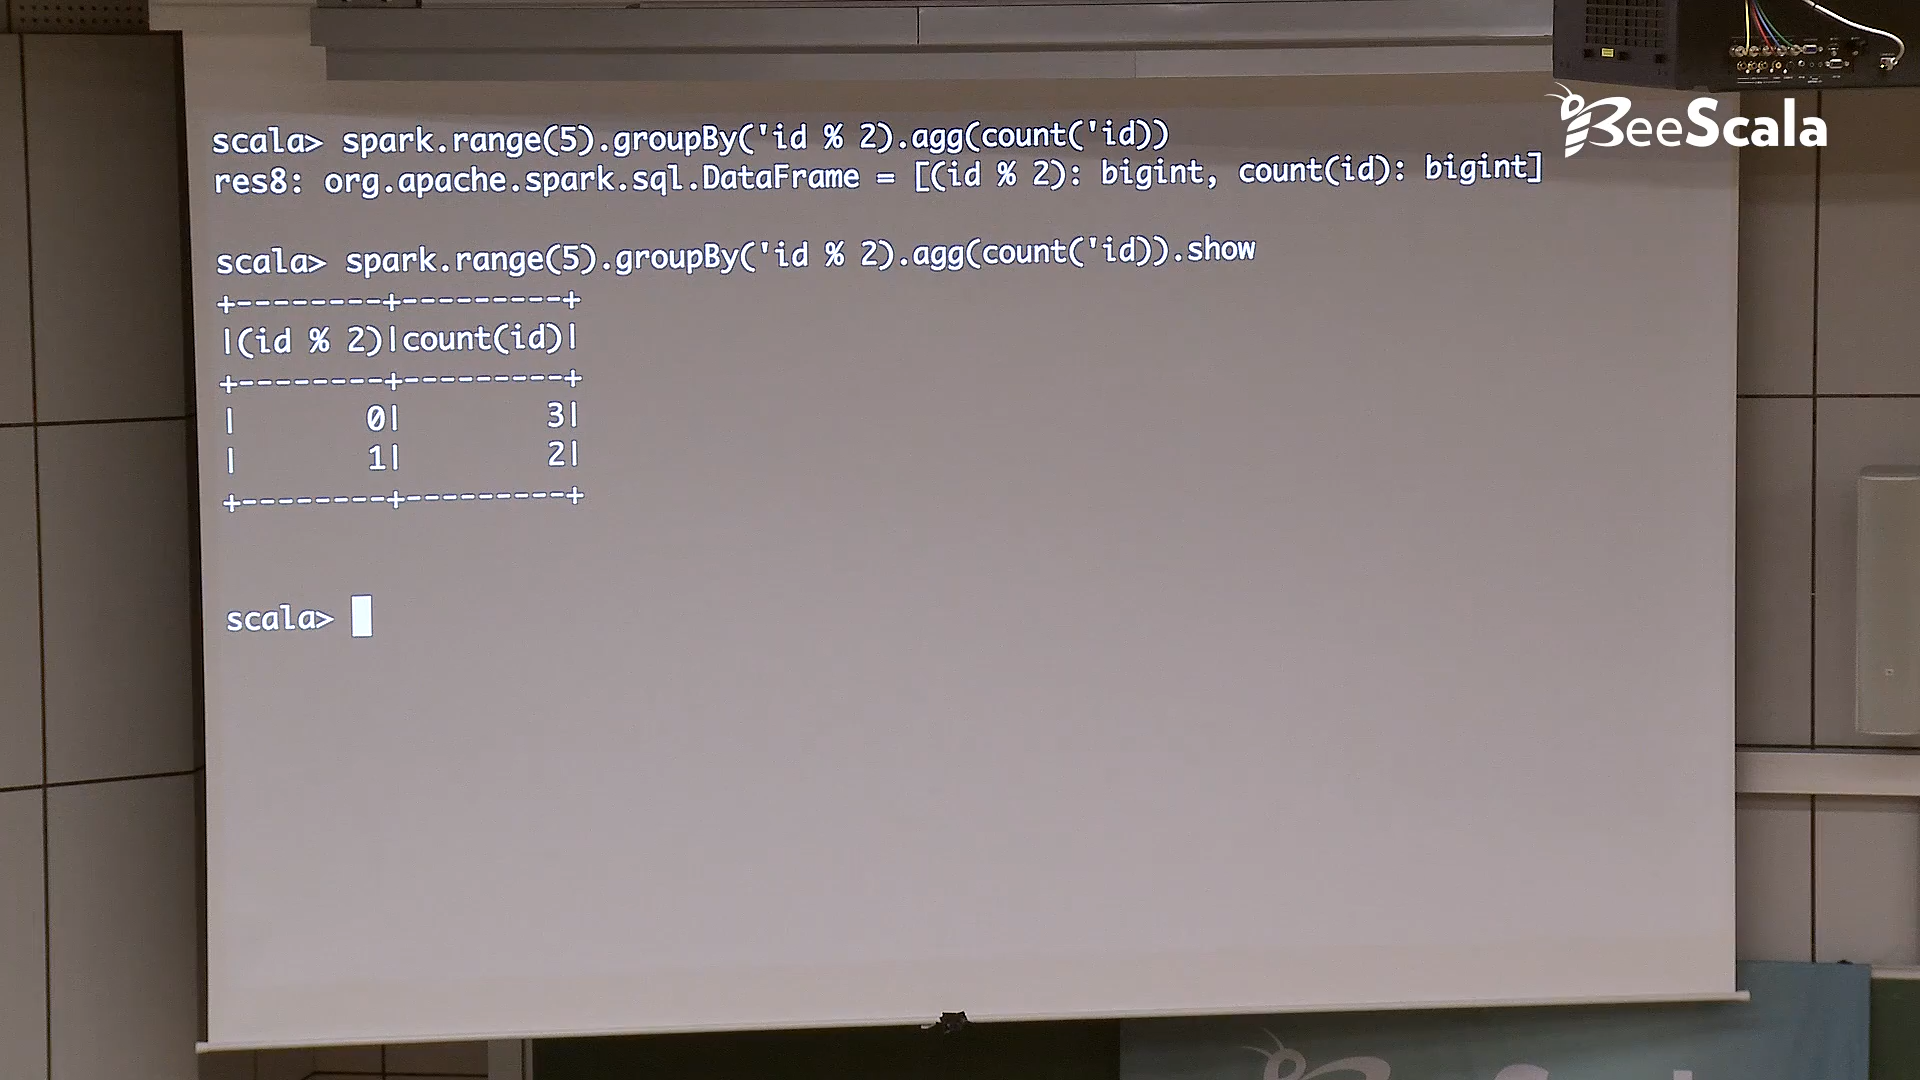 BeeScala
scala> spark.range(5).groupBy('id % 2).agg(count('id))
res8: org.apache.spark.sql.DataFrame = [(id % 2): bigint, count(id): bigint]
scala> spark.range(5).groupBy('id % 2).agg(count('id)).show
+--------+---------+
|(id % 2)|count(id)|
+--------+---------+
|       0|        3|
|       1|        2|
+--------+---------+
scala>